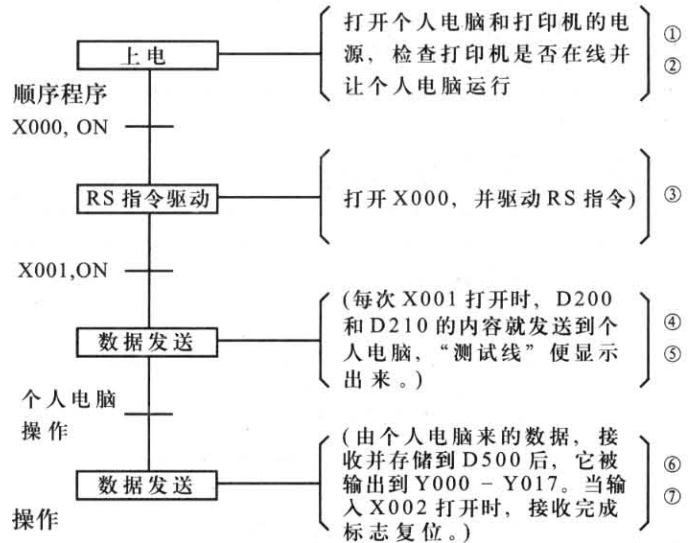 上电
打开个人电脑和打印机的电
源，检查打印机是否在线并
让个人电脑运行
①
②
顺序程序
X000, ON
RS 指令驱动
打开 X000，并驱动 RS 指令)
③
X001,ON
数据发送
(每次 X001 打开时，D200
和 D210 的内容就发送到个
人电脑，“测试线”便显示
出来。)
④
⑤
个人电脑
操作
数据发送
(由个人电脑来的数据，接
收并存储到 D500 后，它被
输出到 Y000 – Y017。当输
入 X002 打开时，接收完成
标志复位。)
⑥
⑦
操作